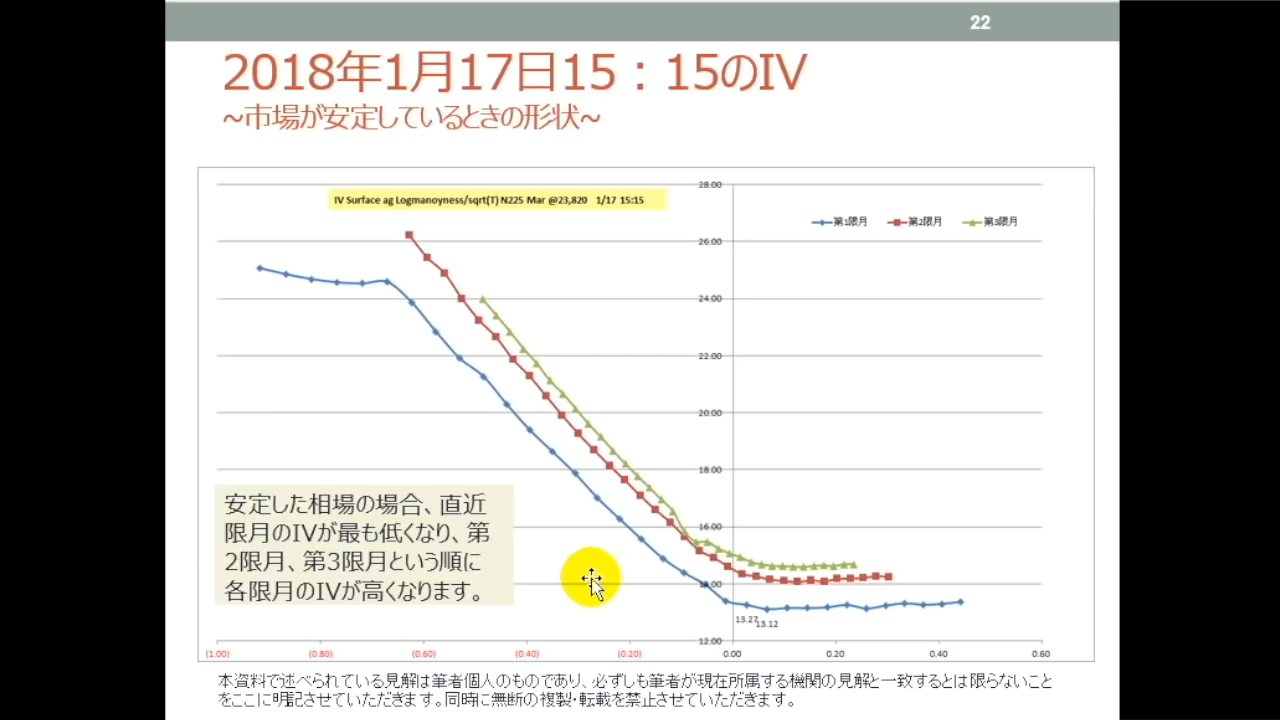 22
2018年1月17日15：15のIV
~市場が安定しているときの形状~
IV Surface ag Logmanoyness/sqrt(T) N225 Mar @23,820 1/17 15:15
第1限月 第2限月 第3限月
28.00
26.00
24.00
22.00
20.00
18.00
16.00
14.00
12.00
13.27
13.12
安定した相場の場合、直近
限月のIVが最も低くなり、第
2限月、第3限月という順に
各限月のIVが高くなります。
(1.00) (0.80) (0.60) (0.40) (0.20) 0.00 0.20 0.40 0.60
本資料で述べられている見解は筆者個人のものであり、必ずしも筆者が現在所属する機関の見解と一致するとは限らないこと
をここに明記させていただきます。同時に無断の複製・転載を禁止させていただきます。